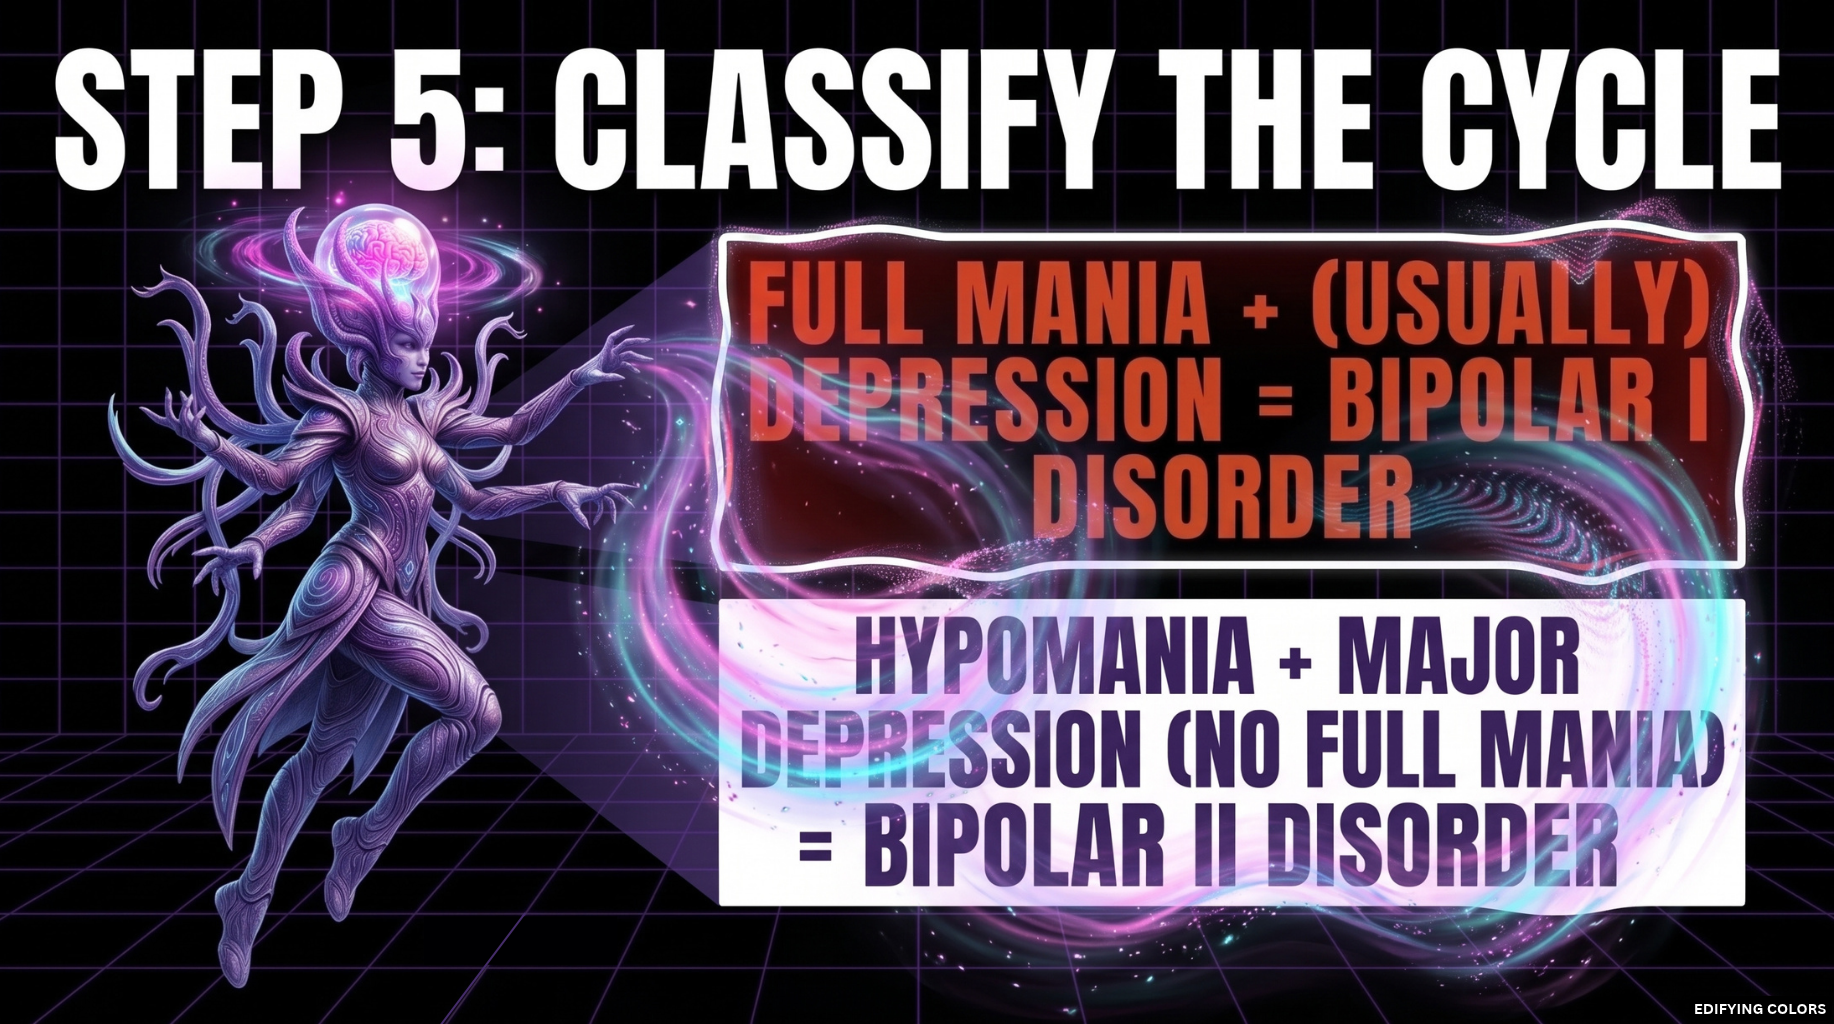 STEP 5: CLASSIFY THE CYCLE
FULL MANIA + (USUALLY)
DEPRESSION = BIPOLAR I
DISORDER
HYPOMANIA + MAJOR
DEPRESSION (NO FULL MANIA)
= BIPOLAR II DISORDER
EDIFYING COLORS